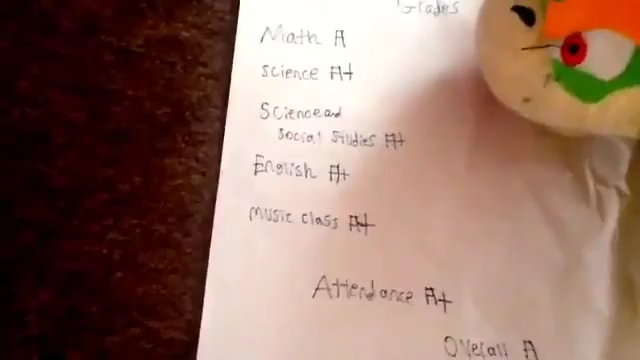 Grades
Math A
Science A+
Science and
Social Studies A+
English A+
Music class A+
Attendance A+
Overall A